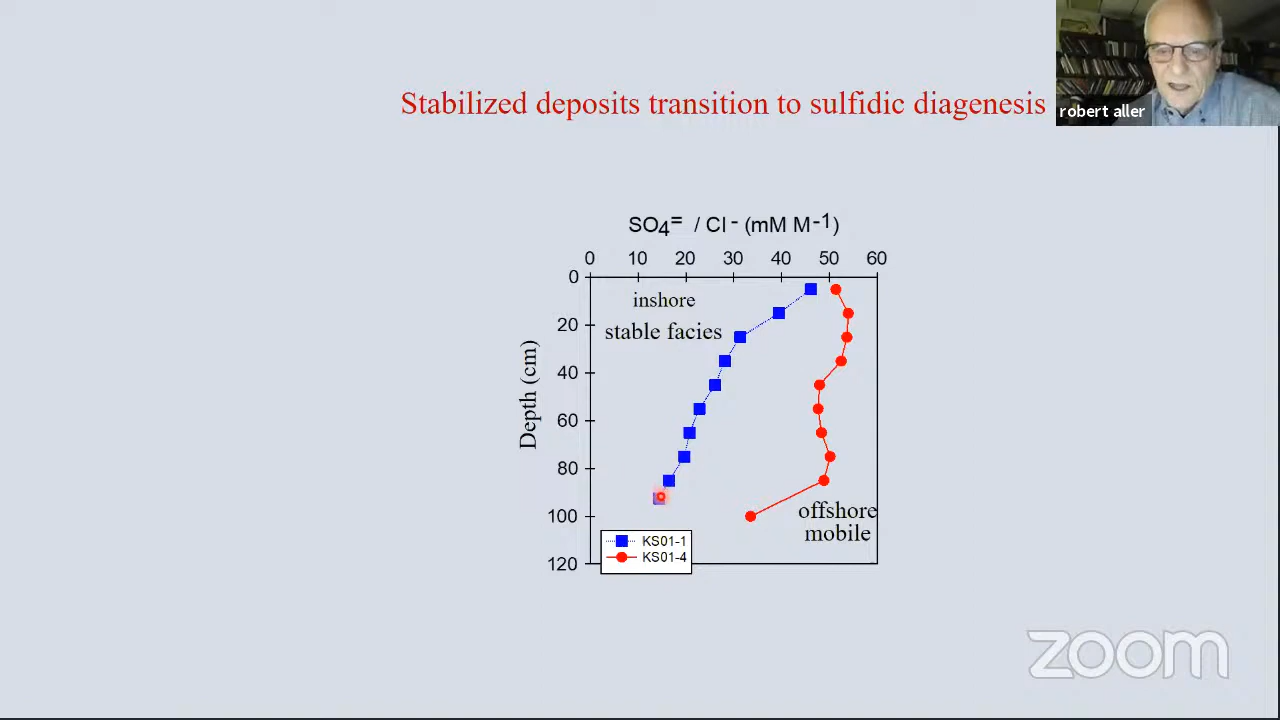 Stabilized deposits transition to sulfidic diagenesis
robert aller
SO4= / Cl- (mM M-1)
0 10 20 30 40 50 60
0
20
40
60
80
100
120
Depth (cm)
inshore
stable facies
offshore
mobile
KS01-1
KS01-4
zoom